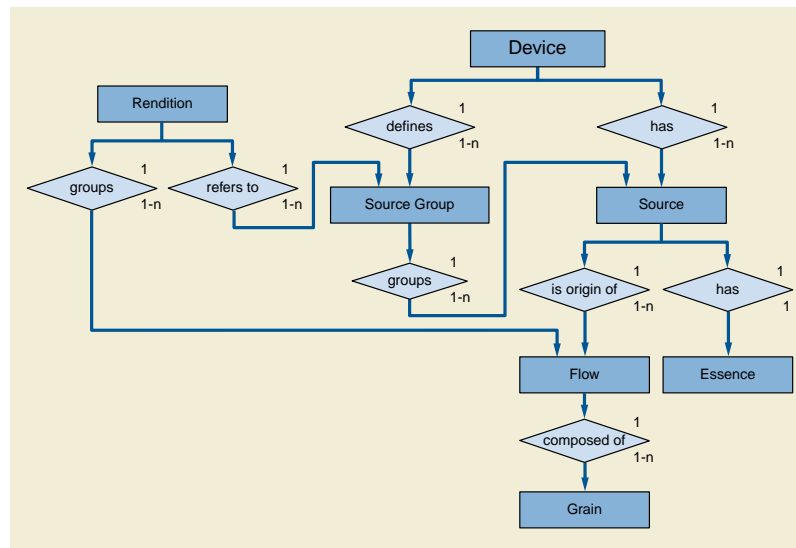 Device
Rendition
1
1
defines
has
1-n
1-n
1
1
groups
refers to
1-n
1-n
Source Group
Source
1
1
1
groups
is origin of
has
1-n
1-n
1
Flow
Essence
1
composed of
1-n
Grain